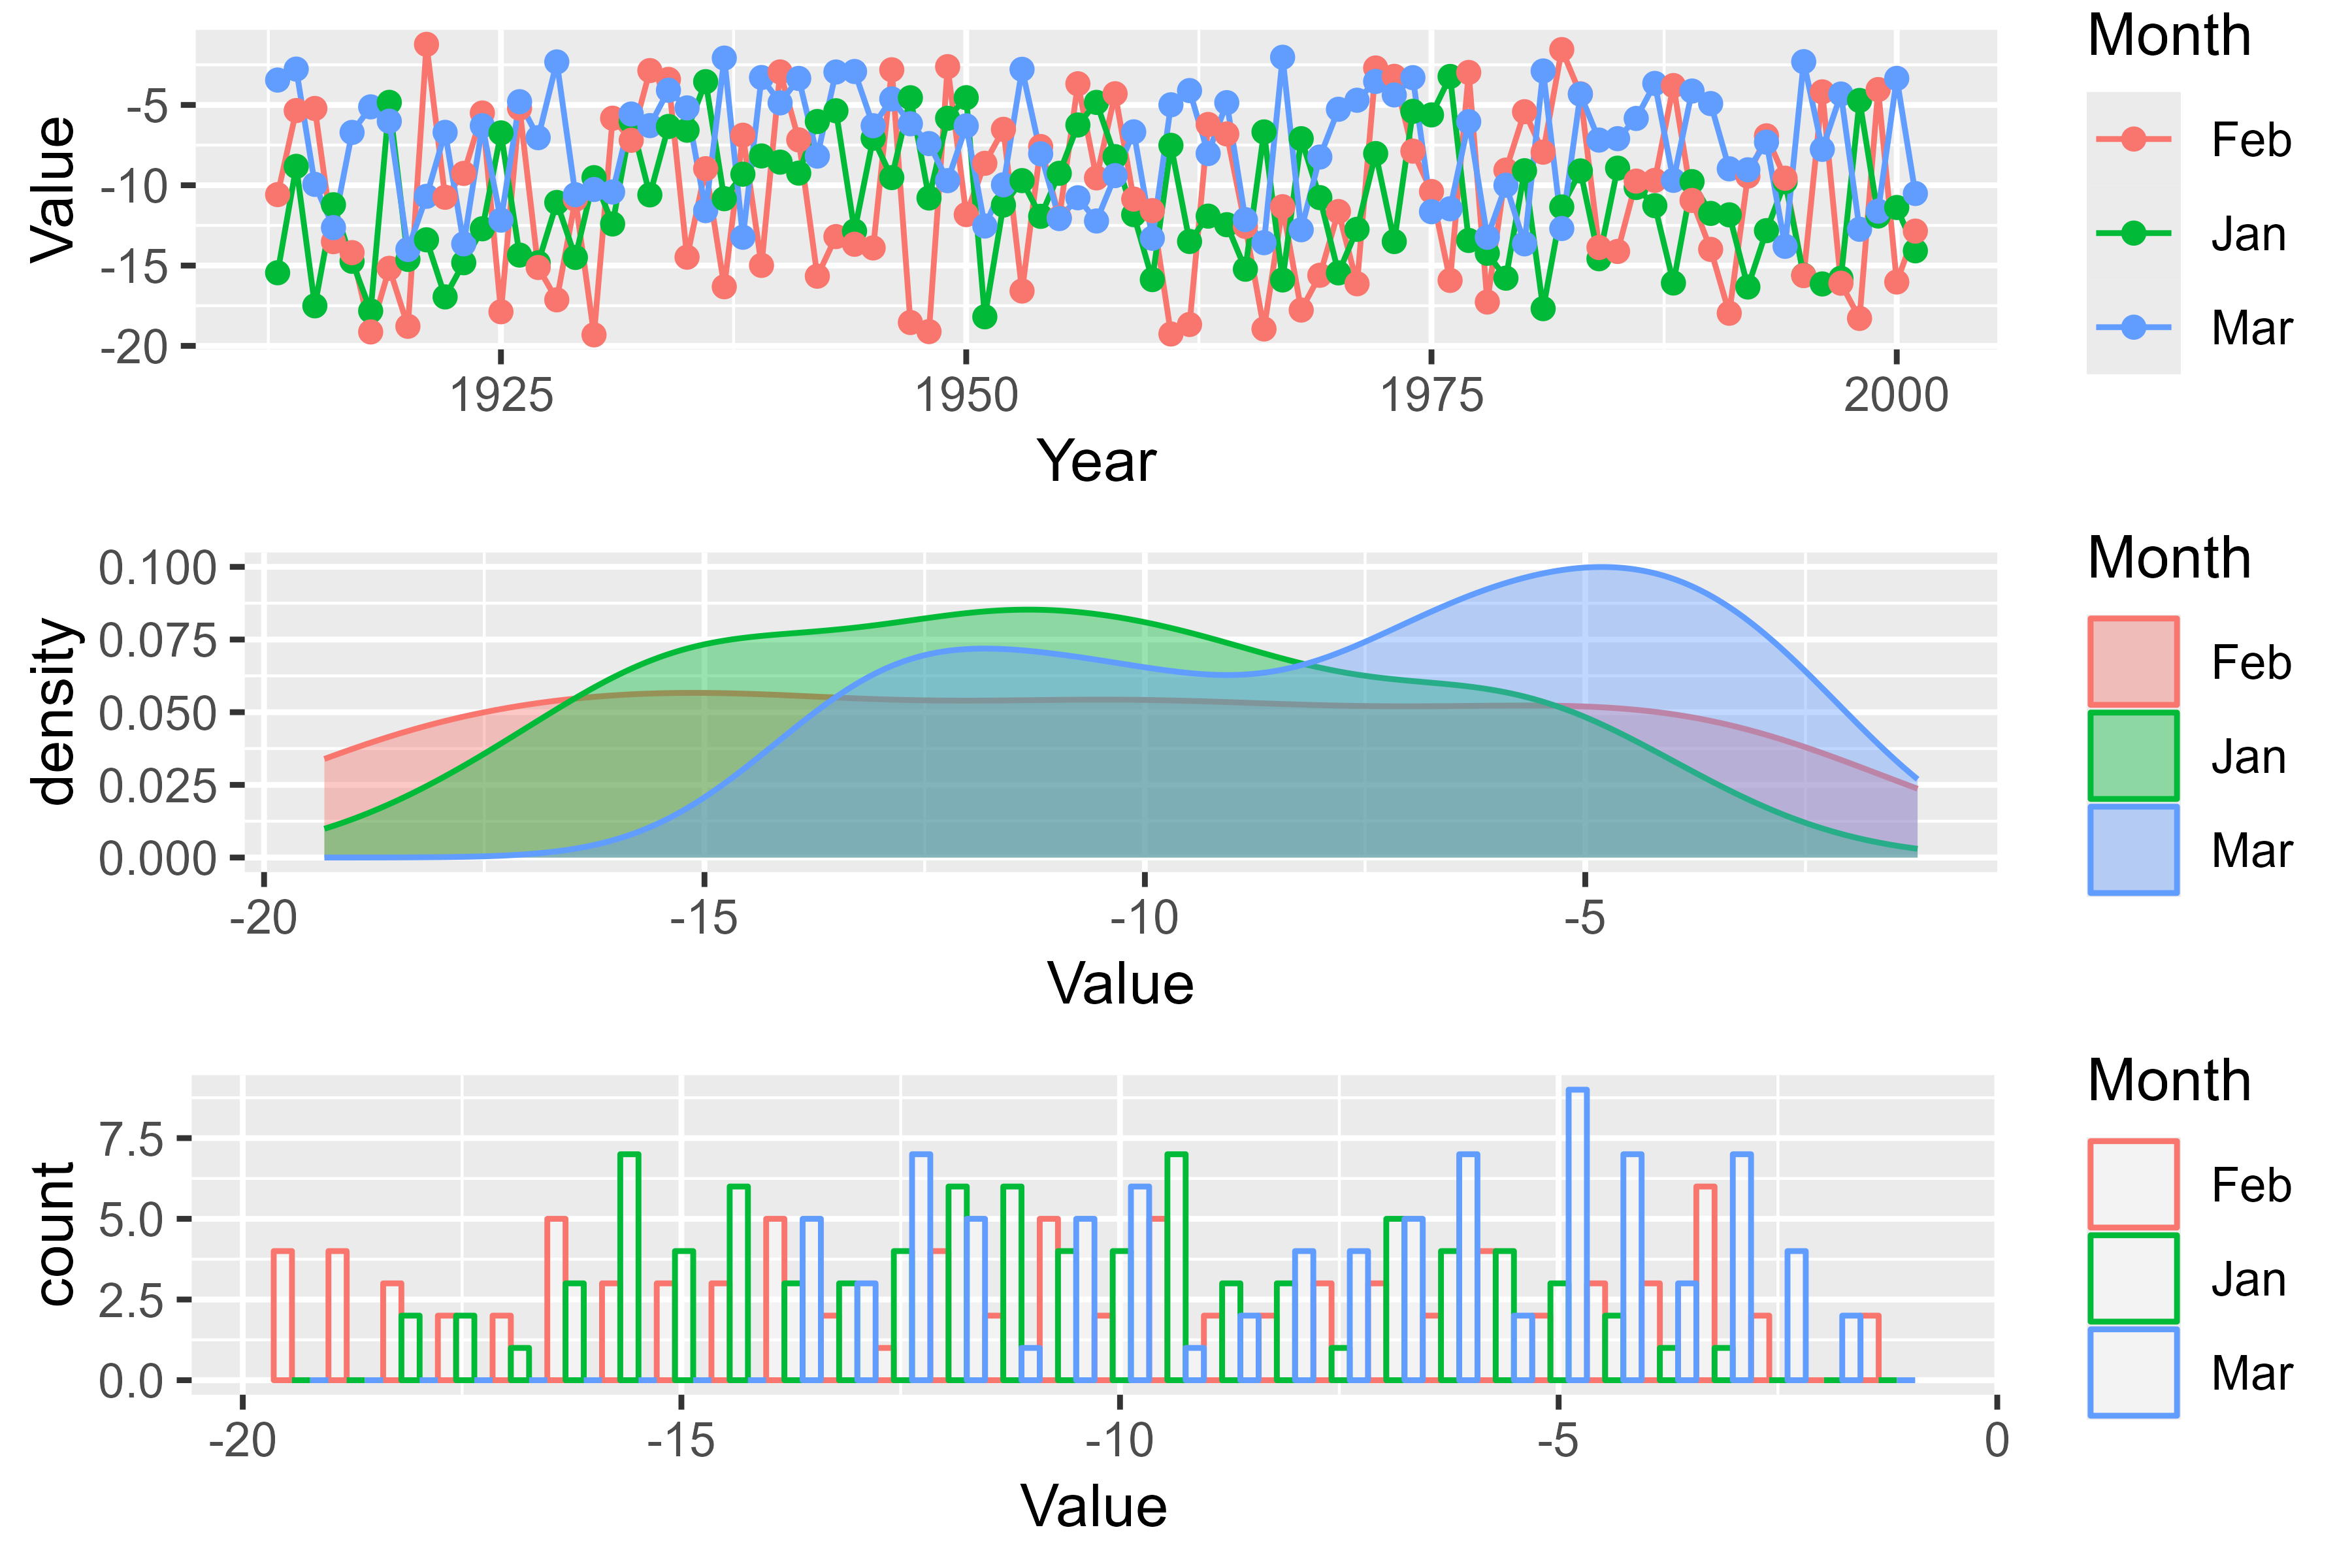 Value
-5
-10
-15
-20
1925 1950 1975 2000
Year
Month
Feb
Jan
Mar
density
0.100
0.075
0.050
0.025
0.000
-20 -15 -10 -5
Value
Month
Feb
Jan
Mar
count
7.5
5.0
2.5
0.0
-20 -15 -10 -5 0
Value
Month
Feb
Jan
Mar